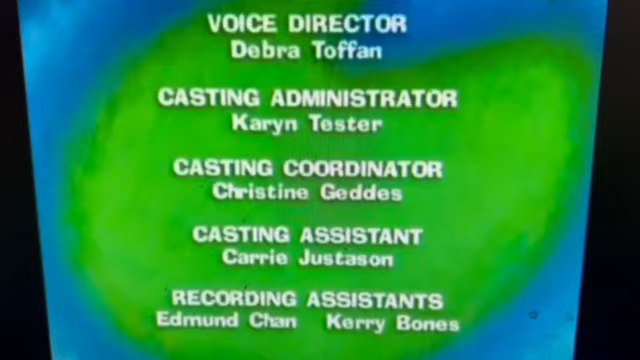 VOICE DIRECTOR
Debra Toffan
CASTING ADMINISTRATOR
Karyn Tester
CASTING COORDINATOR
Christine Geddes
CASTING ASSISTANT
Carrie Justason
RECORDING ASSISTANTS
Edmund Chan Kerry Bones